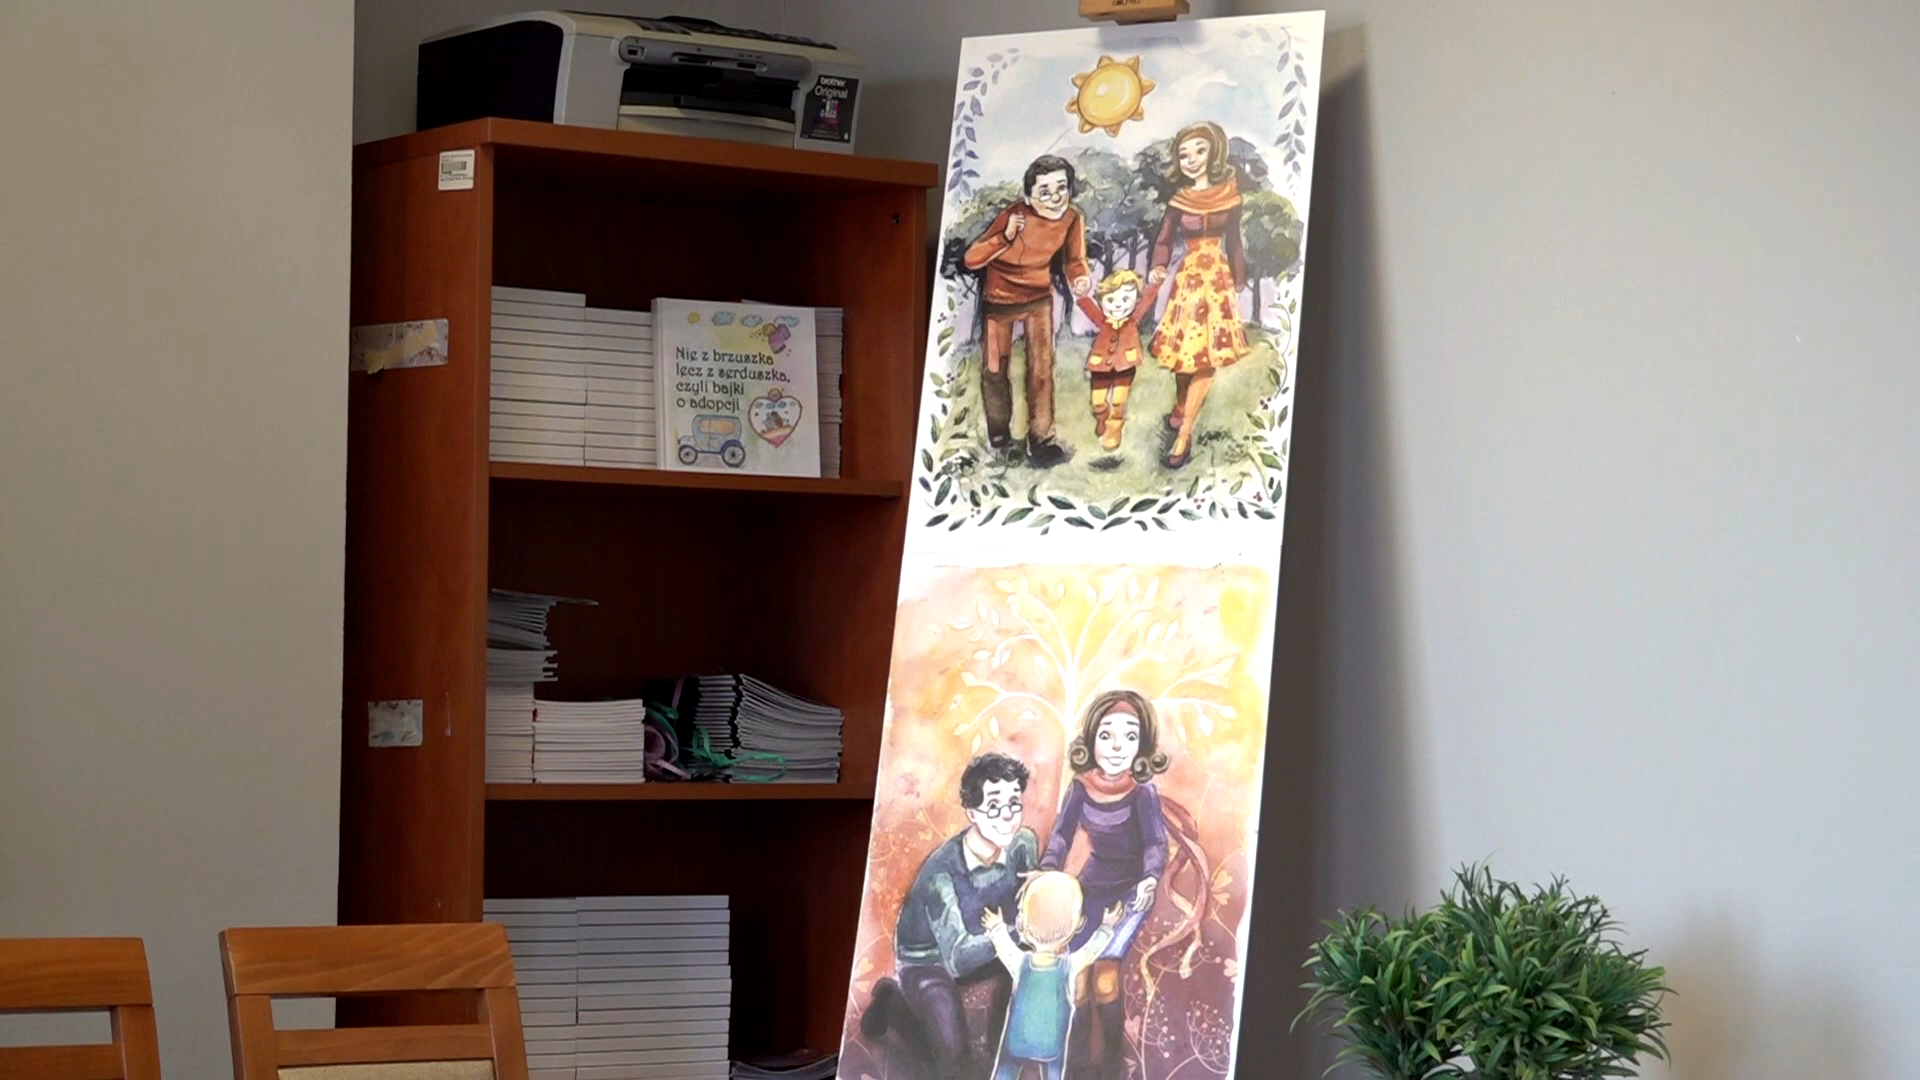 brother
Original
Nie z brzuszka
lecz z serduszka,
czyli bajki
o adopcji